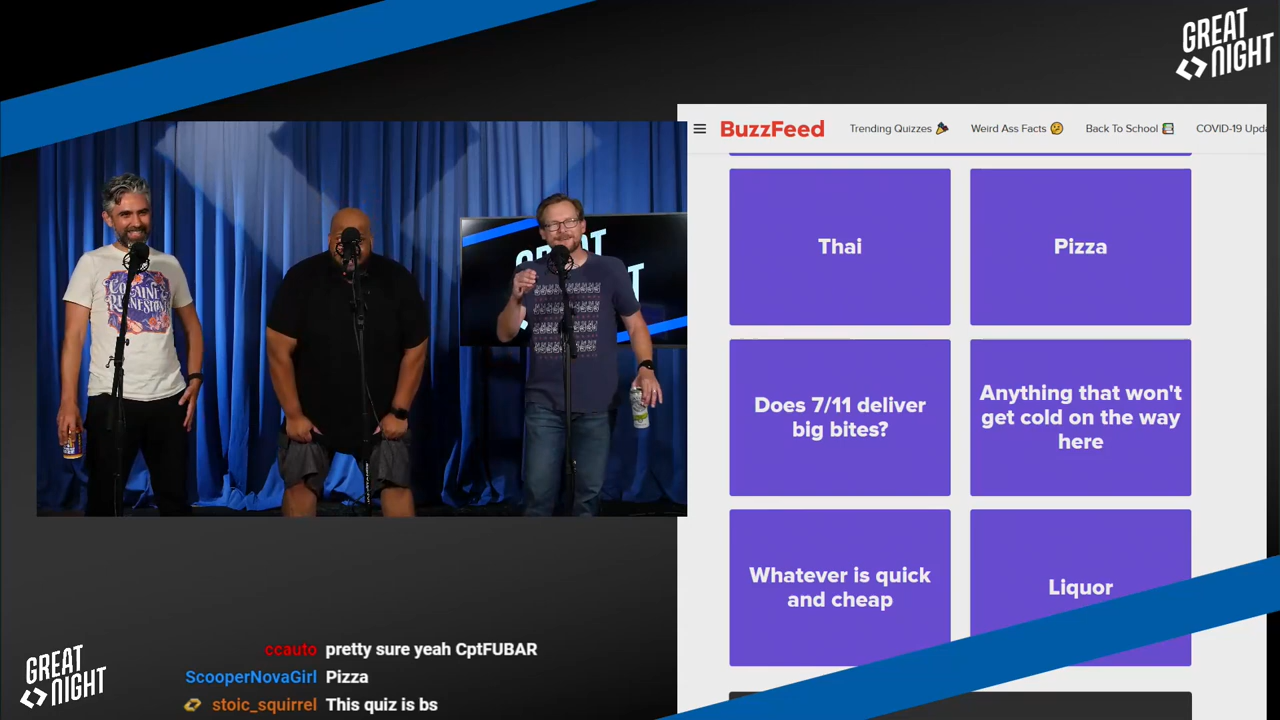 GREAT
NIGHT
BuzzFeed
Trending Quizzes
Weird Ass Facts
Back To School
COVID-19 Upda
Thai
Pizza
Does 7/11 deliver
big bites?
Anything that won't
get cold on the way
here
Whatever is quick
and cheap
Liquor
COCAINE
RHINESTONES
GREAT
NIGHT
ccauto pretty sure yeah CptFUBAR
ScooperNovaGirl Pizza
stoic_squirrel This quiz is bs